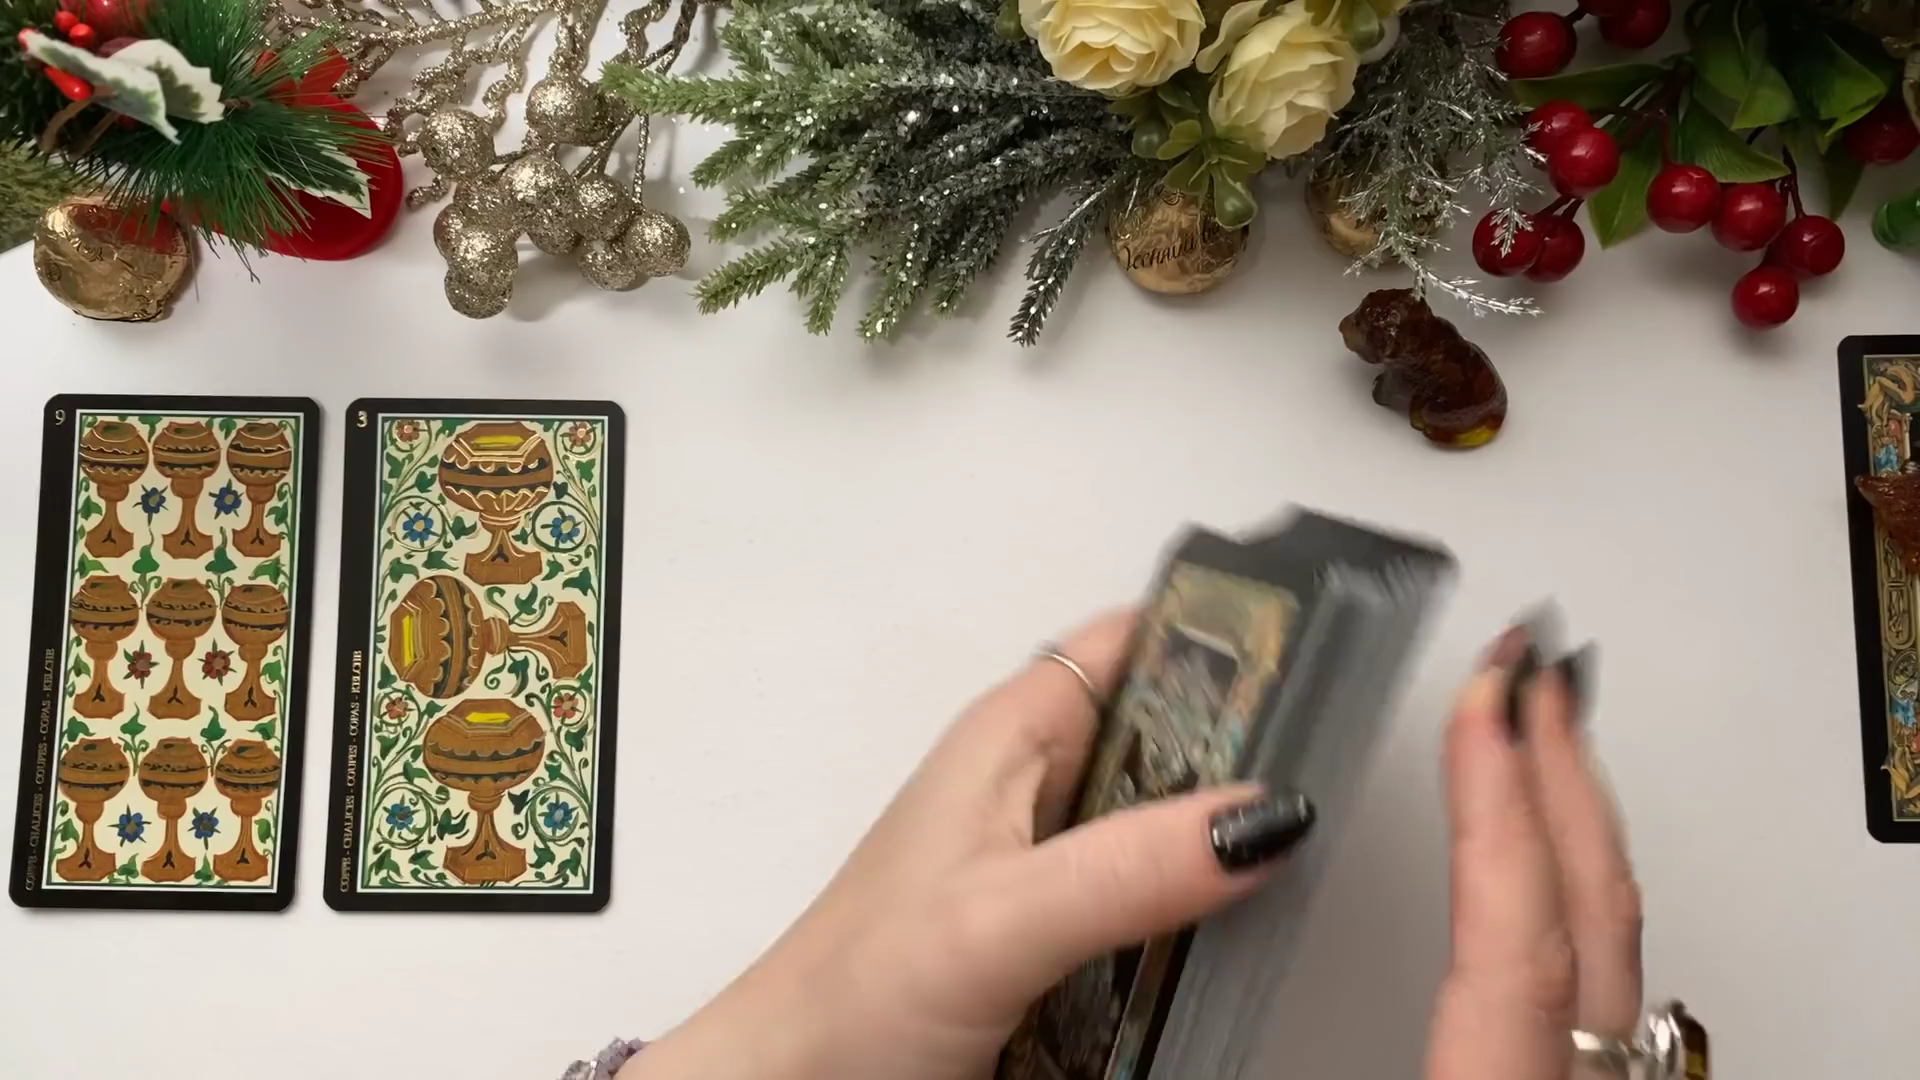 9
COPPE - CHALICES - COUPES - COPAS - KELCHE
3
COPPE - CHALICES - COUPES - COPAS - KELCHE